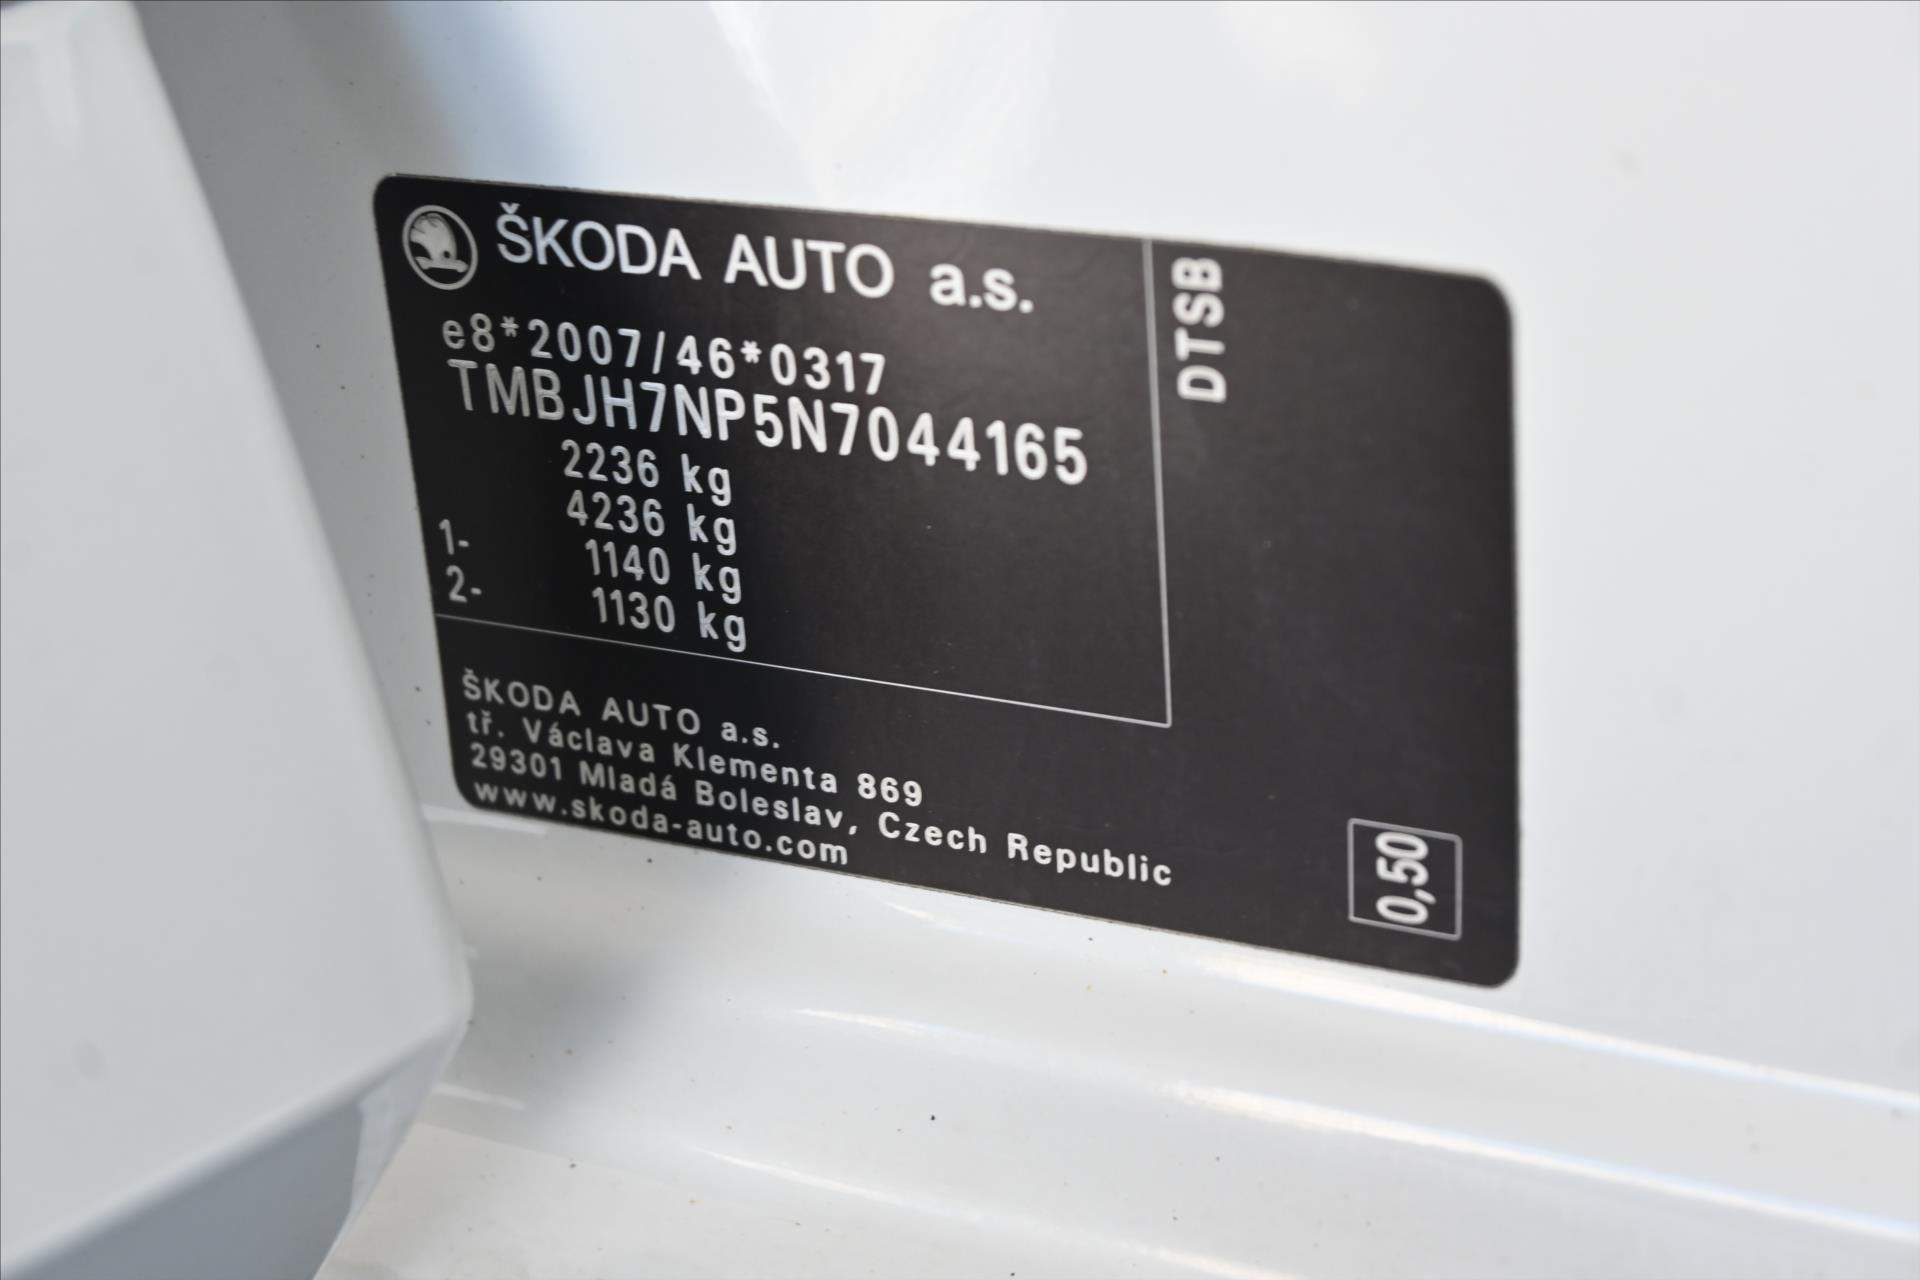 ŠKODA AUTO a.s.
e8*2007/46*0317
TMBJH7NP5N7044165
2236 kg
4236 kg
1- 1140 kg
2- 1130 kg
DTSB
ŠKODA AUTO a.s.
tř. Václava Klementa 869
29301 Mladá Boleslav, Czech Republic
www.skoda-auto.com
0,50